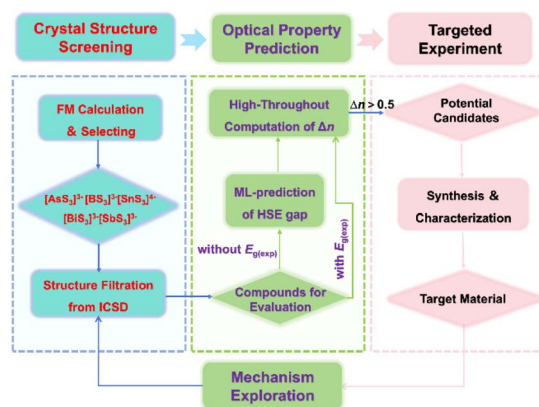 Crystal Structure
Screening
Optical Property
Prediction
Targeted
Experiment
FM Calculation
& Selecting
[AsS₃]³⁻[BS₃]³⁻[SnS₃]⁴⁻
[BiS₃]³⁻[SbS₃]³⁻
Structure Filtration
from ICSD
High-Throughout
Computation of Δn
ML-prediction
of HSE gap
without Eg(exp)
with Eg(exp)
Compounds for
Evaluation
Δn > 0.5
Potential
Candidates
Synthesis &
Characterization
Target Material
Mechanism
Exploration